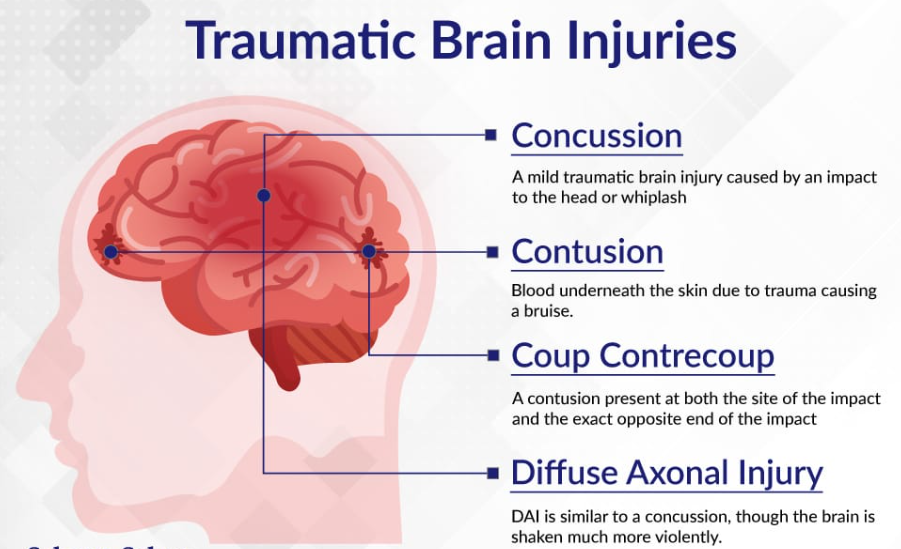 Traumatic Brain Injuries
Concussion
A mild traumatic brain injury caused by an impact
to the head or whiplash
Contusion
Blood underneath the skin due to trauma causing
a bruise.
Coup Contrecoup
A contusion present at both the site of the impact
and the exact opposite end of the impact
Diffuse Axonal Injury
DAI is similar to a concussion, though the brain is
shaken much more violently.